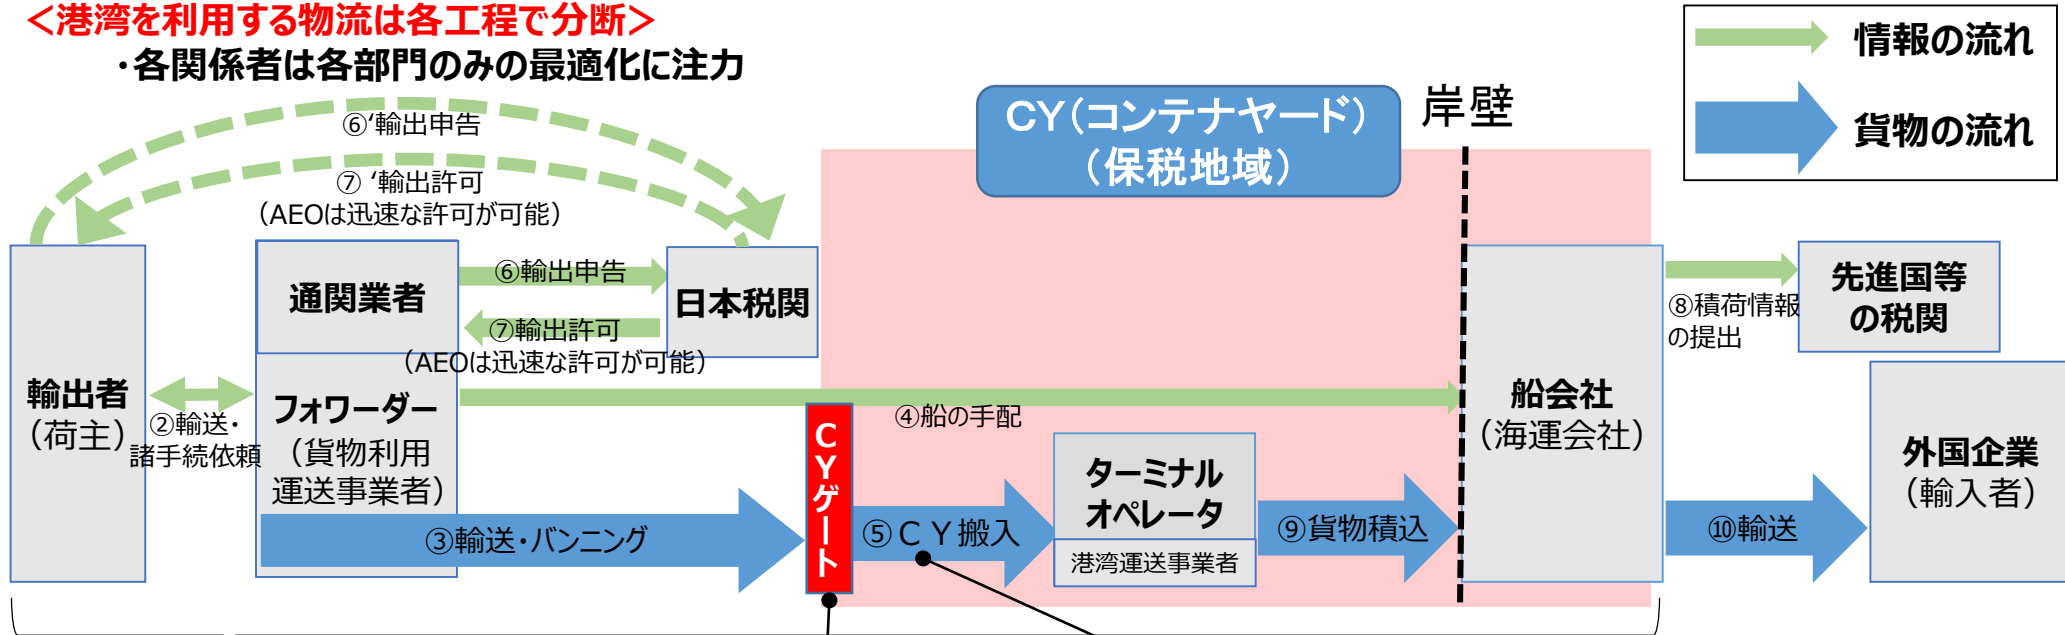 ＜港湾を利用する物流は各工程で分断＞
・各関係者は各部門のみの最適化に注力
情報の流れ
貨物の流れ
⑥‘輸出申告
⑦‘輸出許可
（AEOは迅速な許可が可能）
ＣＹ（コンテナヤード）
（保税地域）
岸壁
輸出者
（荷主）
②輸送・
諸手続依頼
通関業者
フォワーダー
（貨物利用
運送事業者）
⑥輸出申告
⑦輸出許可
（AEOは迅速な許可が可能）
日本税関
④船の手配
③輸送・バンニング
ＣＹゲート
⑤ＣＹ搬入
ターミナル
オペレータ
港湾運送事業者
⑨貨物積込
船会社
（海運会社）
⑧積荷情報
の提出
先進国等
の税関
⑩輸送
外国企業
（輸入者）